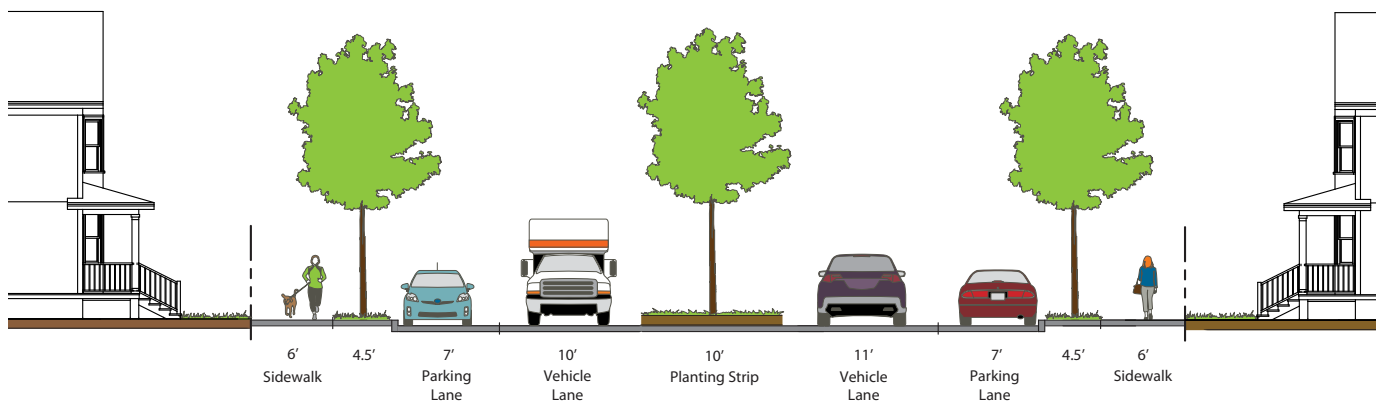 6’ 4.5’ 7’ 10’ 10’ 11’ 7’ 4.5’ 6’
Sidewalk Parking Vehicle Planting Strip Vehicle Parking Sidewalk
Lane Lane Lane Lane